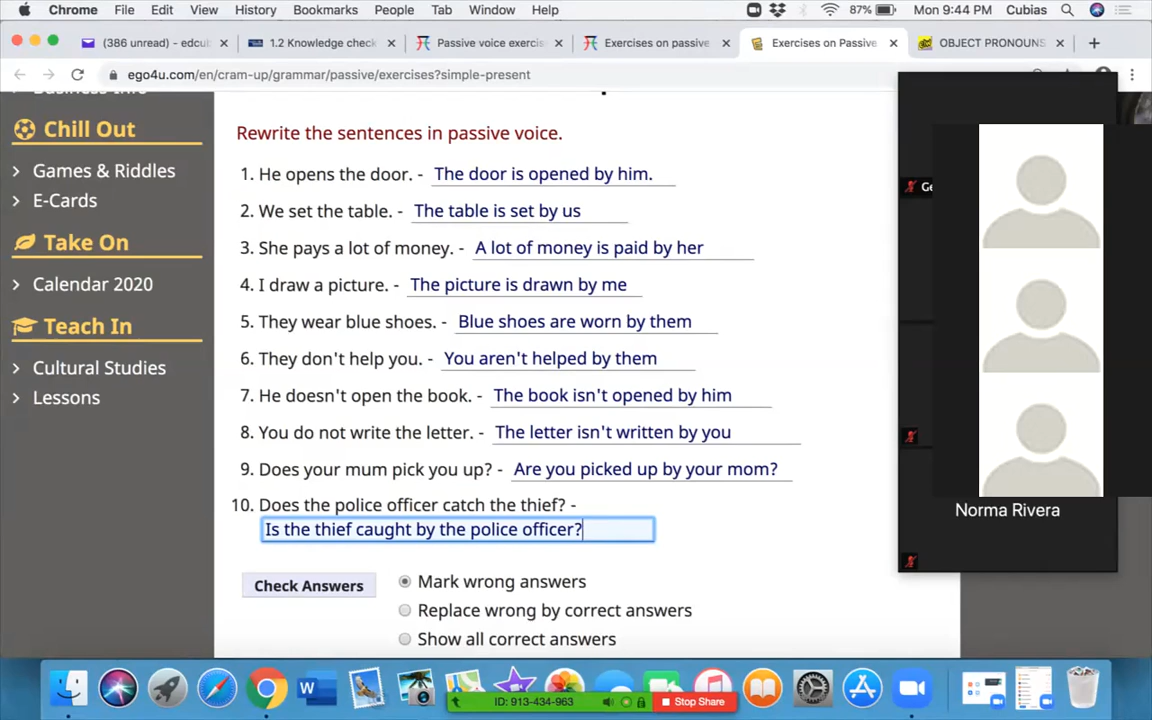 Chrome File Edit View History Bookmarks People Tab Window Help 87% Mon 9:44 PM Cubias
(386 unread) - edcub
1.2 Knowledge check
Passive voice exercis
Exercises on passive
Exercises on Passive
OBJECT PRONOUNS
ego4u.com/en/cram-up/grammar/passive/exercises?simple-present
Business Info
Chill Out
Games & Riddles
E-Cards
Take On
Calendar 2020
Teach In
Cultural Studies
Lessons
Rewrite the sentences in passive voice.
1. He opens the door. - The door is opened by him.
2. We set the table. - The table is set by us
3. She pays a lot of money. - A lot of money is paid by her
4. I draw a picture. - The picture is drawn by me
5. They wear blue shoes. - Blue shoes are worn by them
6. They don't help you. - You aren't helped by them
7. He doesn't open the book. - The book isn't opened by him
8. You do not write the letter. - The letter isn't written by you
9. Does your mum pick you up? - Are you picked up by your mom?
10. Does the police officer catch the thief? -
Is the thief caught by the police officer?
Check Answers
Mark wrong answers
Replace wrong by correct answers
Show all correct answers
Ge
Norma Rivera
ID: 913-434-963
Stop Share